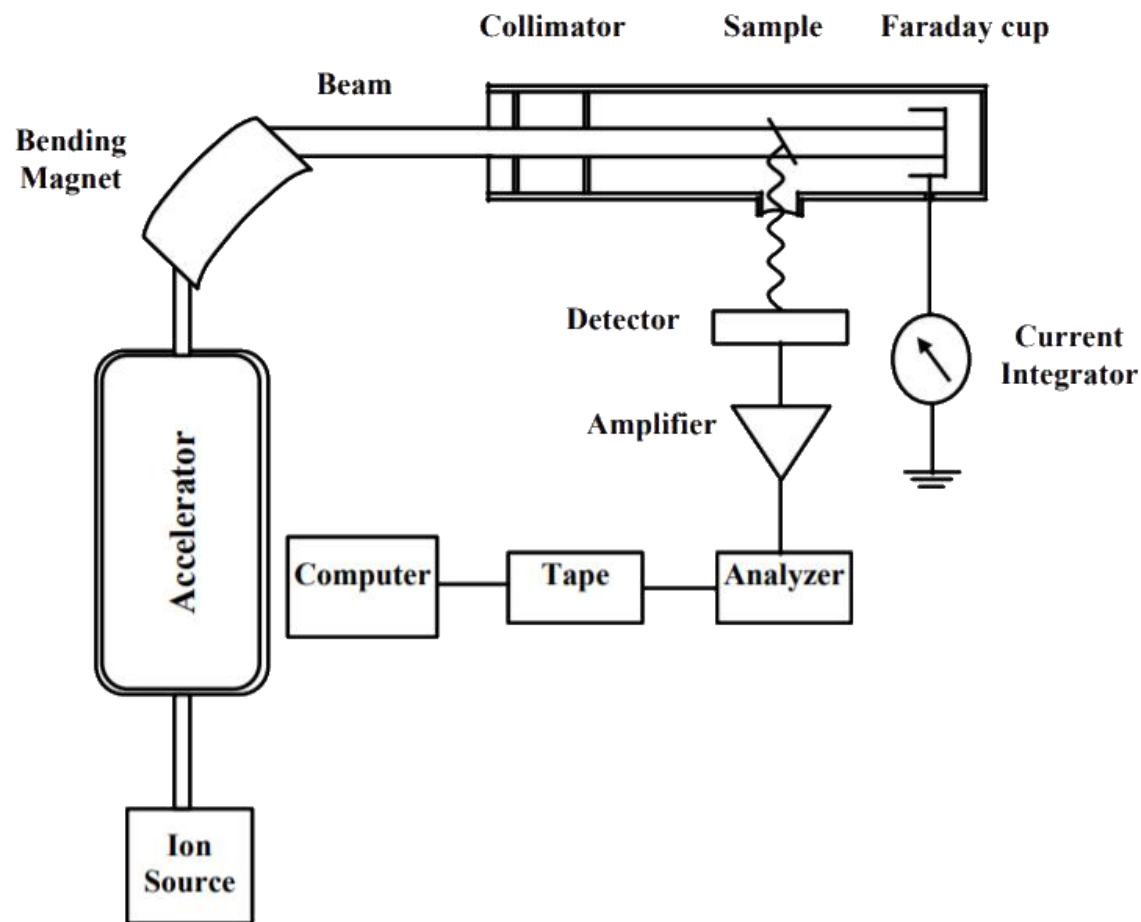 Collimator
Sample
Faraday cup
Beam
Bending
Magnet
Detector
Current
Integrator
Amplifier
Accelerator
Computer
Tape
Analyzer
Ion
Source